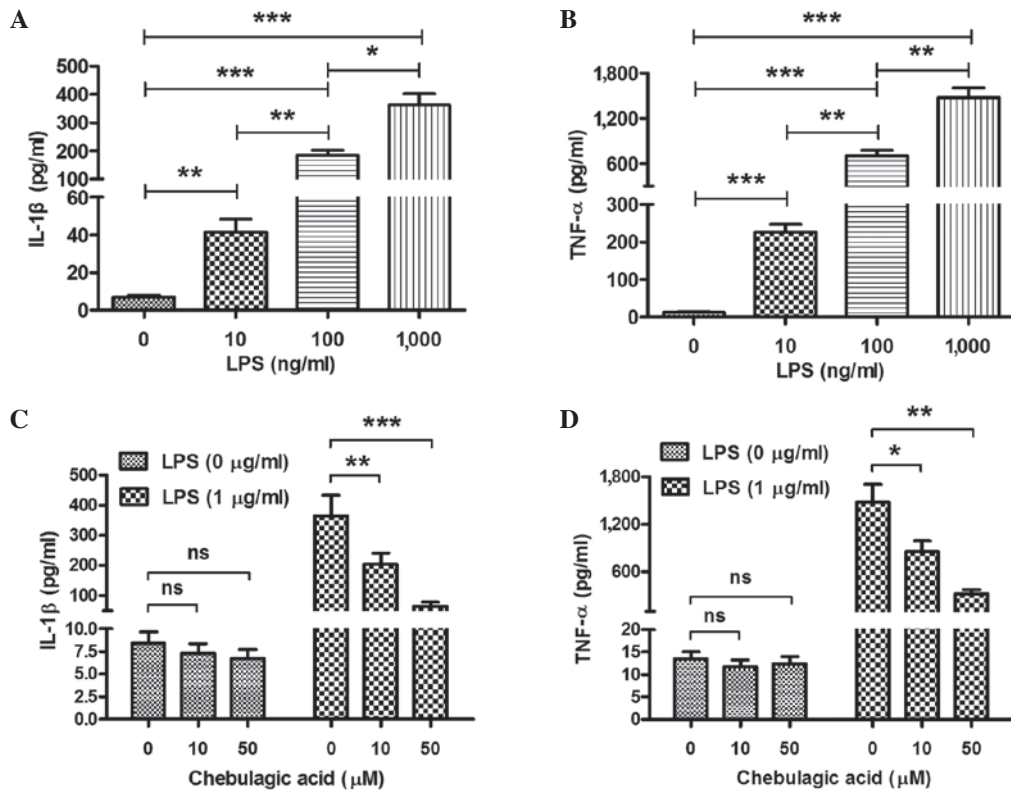 A
***
***
*
**
**
500
400
300
200
100
60
40
20
0
IL-1β (pg/ml)
0 10 100 1,000
LPS (ng/ml)
B
***
***
**
**
***
1,800
1,200
600
300
200
100
0
TNF-α (pg/ml)
0 10 100 1,000
LPS (ng/ml)
C
LPS (0 μg/ml)
LPS (1 μg/ml)
***
**
ns
ns
500
400
300
200
100
10.0
7.5
5.0
2.5
0.0
IL-1β (pg/ml)
0 10 50 0 10 50
Chebulagic acid (μM)
D
LPS (0 μg/ml)
LPS (1 μg/ml)
**
*
ns
ns
1,800
1,200
600
20
15
10
5
0
TNF-α (pg/ml)
0 10 50 0 10 50
Chebulagic acid (μM)